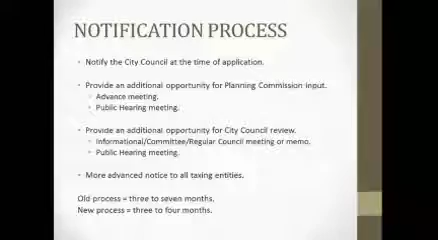 NOTIFICATION PROCESS
• Notify the City Council at the time of application.
• Provide an additional opportunity for Planning Commission input.
• Advance meeting.
• Public Hearing meeting.
• Provide an additional opportunity for City Council review.
• Informational/Committee/Regular Council meeting or memo.
• Public Hearing meeting.
• More advanced notice to all taxing entities.
Old process = three to seven months.
New process = three to four months.